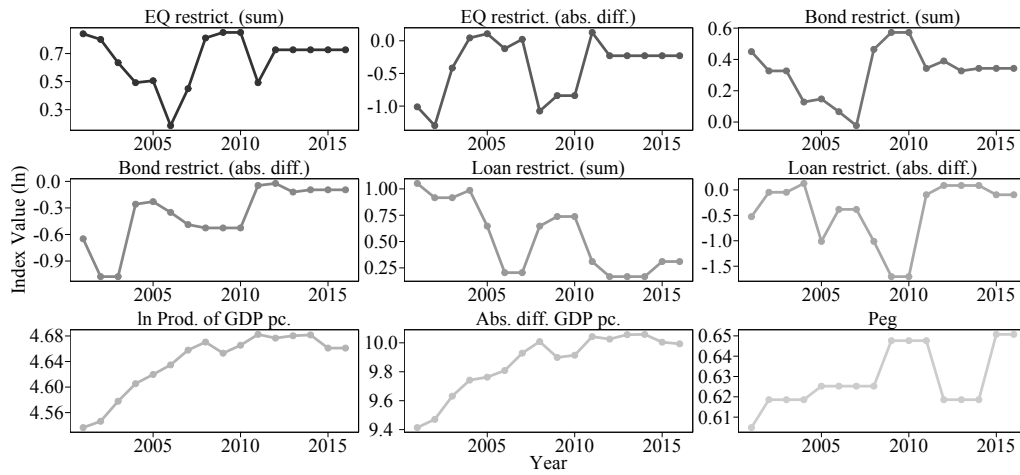 EQ restrict. (sum)
EQ restrict. (abs. diff.)
Bond restrict. (sum)
0.7
0.5
0.3
0.0
-0.5
-1.0
0.6
0.4
0.2
0.0
2005 2010 2015
2005 2010 2015
2005 2010 2015
Bond restrict. (abs. diff.)
Loan restrict. (sum)
Loan restrict. (abs. diff.)
0.0
-0.3
-0.6
-0.9
1.00
0.75
0.50
0.25
0.0
-0.5
-1.0
-1.5
2005 2010 2015
2005 2010 2015
2005 2010 2015
ln Prod. of GDP pc.
Abs. diff. GDP pc.
Peg
4.68
4.64
4.60
4.56
10.0
9.8
9.6
9.4
0.65
0.64
0.63
0.62
0.61
2005 2010 2015
2005 2010 2015
2005 2010 2015
Index Value (ln)
Year